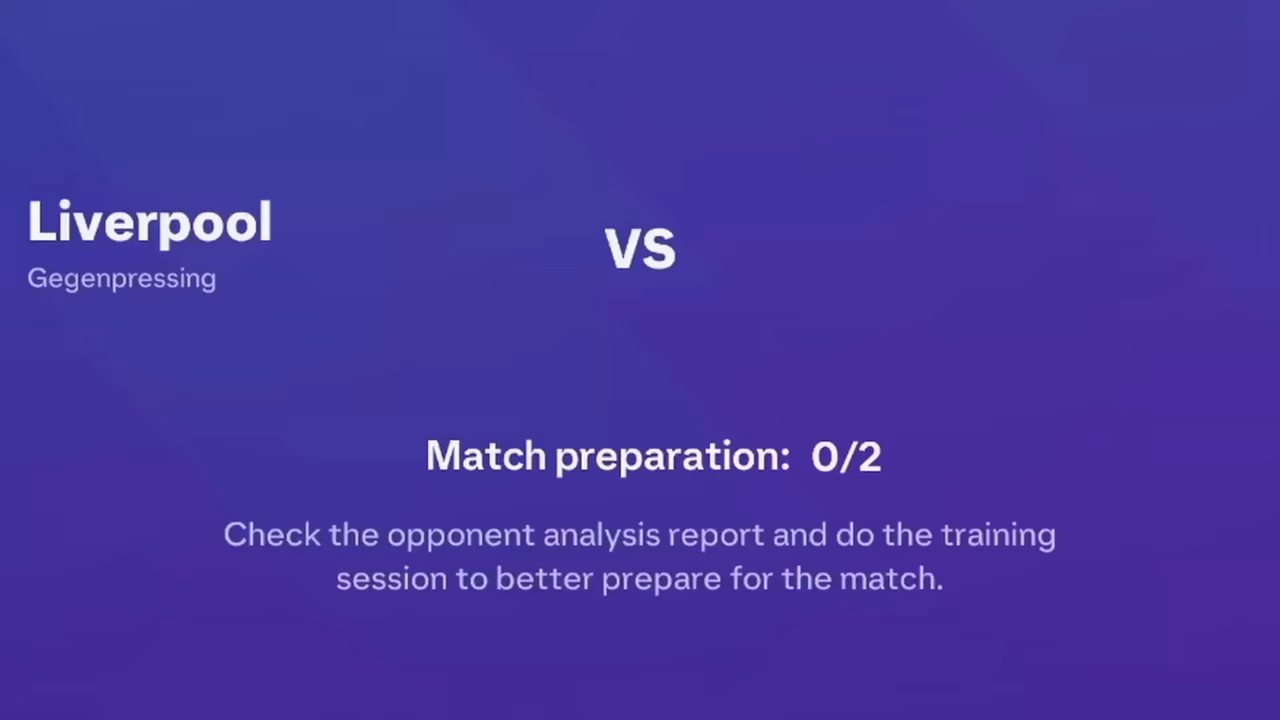 Liverpool
Gegenpressing
VS
Match preparation: 0/2
Check the opponent analysis report and do the training
session to better prepare for the match.